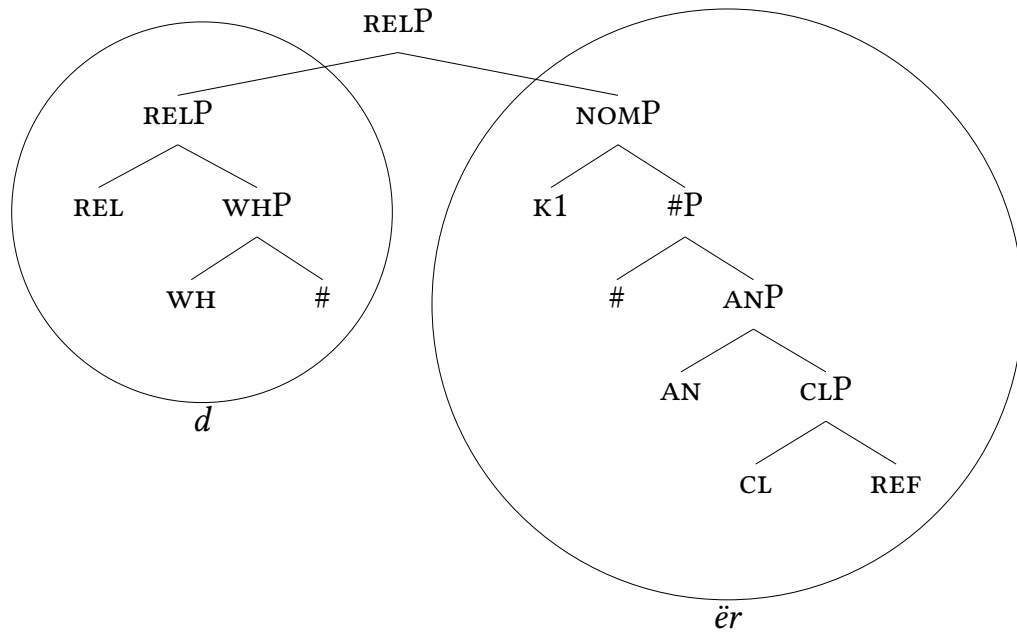 RELP
RELP NOMP
REL WHP K1 #P
WH # # ANP
AN CLP
d
CL REF
ër